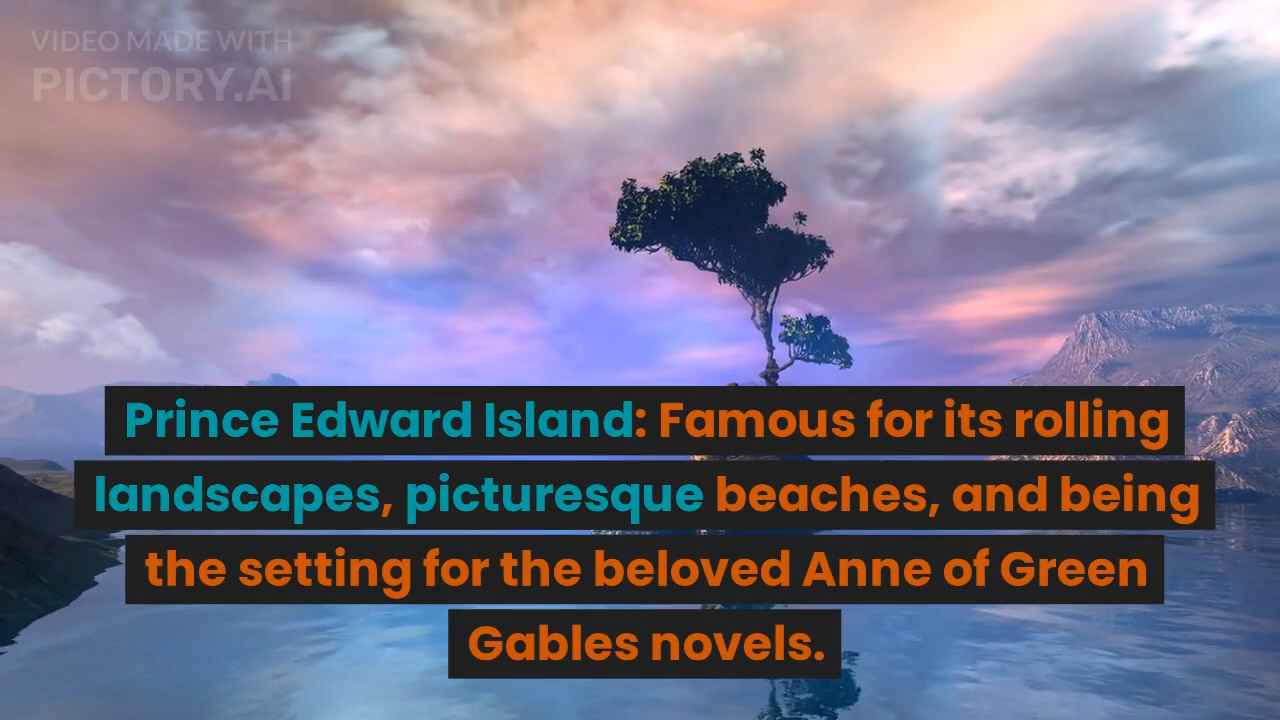 VIDEO MADE WITH
PICTORY.AI
Prince Edward Island: Famous for its rolling
landscapes, picturesque beaches, and being
the setting for the beloved Anne of Green
Gables novels.